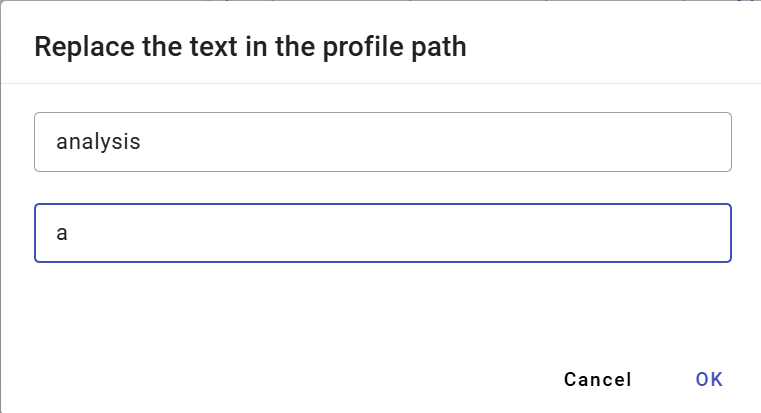 Replace the text in the profile path
analysis
a
Cancel OK